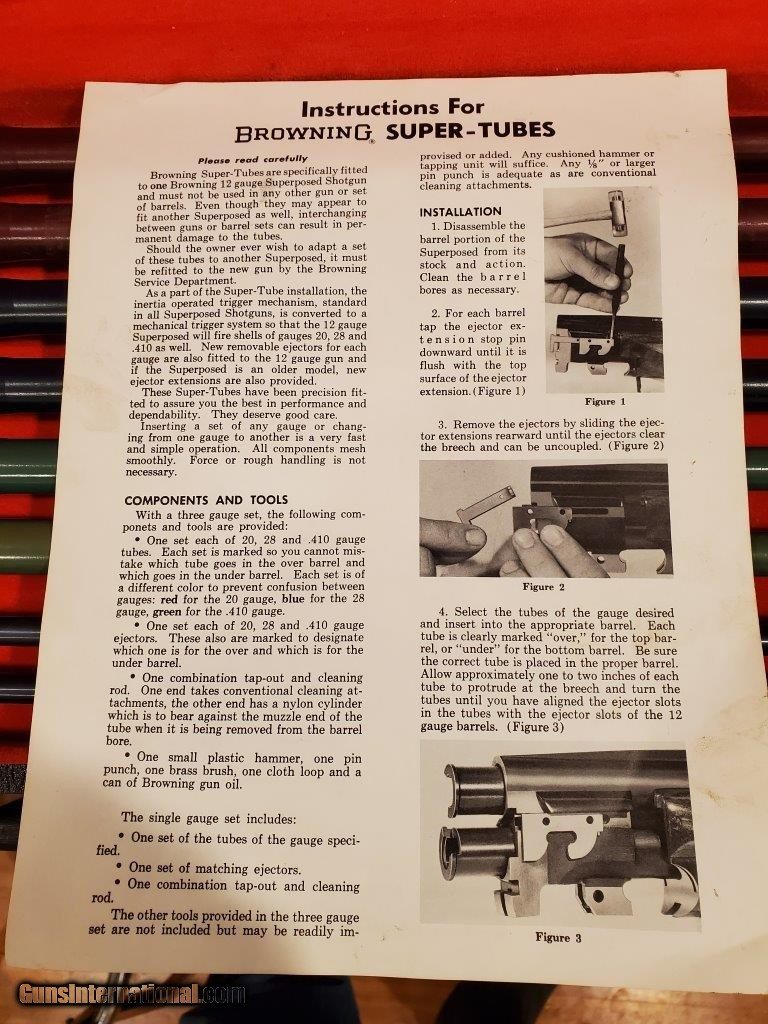 Instructions For
BROWNING® SUPER-TUBES
Please read carefully
Browning Super-Tubes are specifically fitted
to one Browning 12 gauge Superposed Shotgun
and must not be used in any other gun or set
of barrels. Even though they may appear to
fit another Superposed as well, interchanging
between guns or barrel sets can result in per-
manent damage to the tubes.
Should the owner ever wish to adapt a set
of these tubes to another Superposed, it must
be refitted to the new gun by the Browning
Service Department.
As a part of the Super-Tube installation, the
inertia operated trigger mechanism, standard
in all Superposed Shotguns, is converted to a
mechanical trigger system so that the 12 gauge
Superposed will fire shells of gauges 20, 28 and
.410 as well. New removable ejectors for each
gauge are also fitted to the 12 gauge gun and
if the Superposed is an older model, new
ejector extensions are also provided.
These Super-Tubes have been precision fit-
ted to assure you the best in performance and
dependability. They deserve good care.
Inserting a set of any gauge or chang-
ing from one gauge to another is a very fast
and simple operation. All components mesh
smoothly. Force or rough handling is not
necessary.
COMPONENTS AND TOOLS
With a three gauge set, the following com-
ponets and tools are provided:
• One set each of 20, 28 and .410 gauge
tubes. Each set is marked so you cannot mis-
take which tube goes in the over barrel and
which goes in the under barrel. Each set is of
a different color to prevent confusion between
gauges: red for the 20 gauge, blue for the 28
gauge, green for the .410 gauge.
• One set each of 20, 28 and .410 gauge
ejectors. These also are marked to designate
which one is for the over and which is for the
under barrel.
• One combination tap-out and cleaning
rod. One end takes conventional cleaning at-
tachments, the other end has a nylon cylinder
which is to bear against the muzzle end of the
tube when it is being removed from the barrel
bore.
• One small plastic hammer, one pin
punch, one brass brush, one cloth loop and a
can of Browning gun oil.
The single gauge set includes:
• One set of the tubes of the gauge speci-
fied.
• One set of matching ejectors.
• One combination tap-out and cleaning
rod.
The other tools provided in the three gauge
set are not included but may be readily im-
provised or added. Any cushioned hammer or
tapping unit will suffice. Any ⅛" or larger
pin punch is adequate as are conventional
cleaning attachments.
INSTALLATION
1. Disassemble the
barrel portion of the
Superposed from its
stock and action.
Clean the barrel
bores as necessary.
2. For each barrel
tap the ejector ex-
tension stop pin
downward until it is
flush with the top
surface of the ejector
extension. (Figure 1)
Figure 1
3. Remove the ejectors by sliding the ejec-
tor extensions rearward until the ejectors clear
the breech and can be uncoupled. (Figure 2)
Figure 2
4. Select the tubes of the gauge desired
and insert into the appropriate barrel. Each
tube is clearly marked "over," for the top bar-
rel, or "under" for the bottom barrel. Be sure
the correct tube is placed in the proper barrel.
Allow approximately one to two inches of each
tube to protrude at the breech and turn the
tubes until you have aligned the ejector slots
in the tubes with the ejector slots of the 12
gauge barrels. (Figure 3)
Figure 3
GunsInternational.com